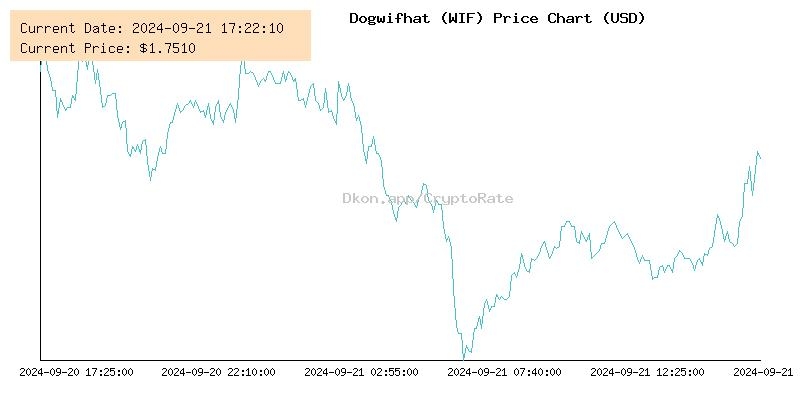 Dogwifhat (WIF) Price Chart (USD)
Current Date: 2024-09-21 17:22:10
Current Price: $1.7510
Dkon.app/CryptoRate
2024-09-20 17:25:00 2024-09-20 22:10:00 2024-09-21 02:55:00 2024-09-21 07:40:00 2024-09-21 12:25:00 2024-09-21